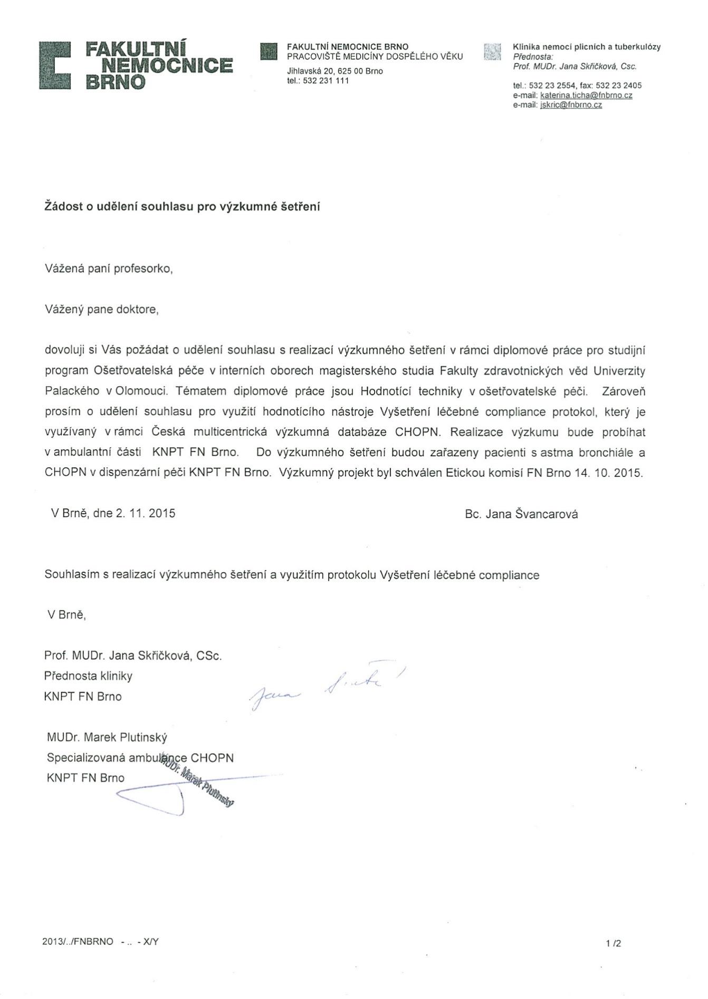 FAKULTNÍ
NEMOCNICE
BRNO
FAKULTNÍ NEMOCNICE BRNO
PRACOVIŠTĚ MEDICÍNY DOSPĚLÉHO VĚKU
Jihlavská 20, 625 00 Brno
tel.: 532 231 111
Klinika nemocí plicních a tuberkulózy
Přednosta:
Prof. MUDr. Jana Skřičková, Csc.
tel.: 532 23 2554, fax: 532 23 2405
e-mail: katerina.ticha@fnbrno.cz
e-mail: jskric@fnbrno.cz
Žádost o udělení souhlasu pro výzkumné šetření
Vážená paní profesorko,
Vážený pane doktore,
dovoluji si Vás požádat o udělení souhlasu s realizací výzkumného šetření v rámci diplomové práce pro studijní
program Ošetřovatelská péče v interních oborech magisterského studia Fakulty zdravotnických věd Univerzity
Palackého v Olomouci. Tématem diplomové práce jsou Hodnotící techniky v ošetřovatelské péči. Zároveň
prosím o udělení souhlasu pro využití hodnotícího nástroje Vyšetření léčebné compliance protokol, který je
využívaný v rámci Česká multicentrická výzkumná databáze CHOPN. Realizace výzkumu bude probíhat
v ambulantní části KNPT FN Brno. Do výzkumného šetření budou zařazeny pacienti s astma bronchiále a
CHOPN v dispenzární péči KNPT FN Brno. Výzkumný projekt byl schválen Etickou komisí FN Brno 14. 10. 2015.
V Brně, dne 2. 11. 2015 Bc. Jana Švancarová
Souhlasím s realizací výzkumného šetření a využitím protokolu Vyšetření léčebné compliance
V Brně,
Prof. MUDr. Jana Skřičková, CSc.
Přednosta kliniky
KNPT FN Brno
Jana
MUDr. Marek Plutinský
Specializovaná ambulance CHOPN
KNPT FN Brno
MUDr. Marek Plutinský
2013/../FNBRNO - .. - X/Y 1 /2